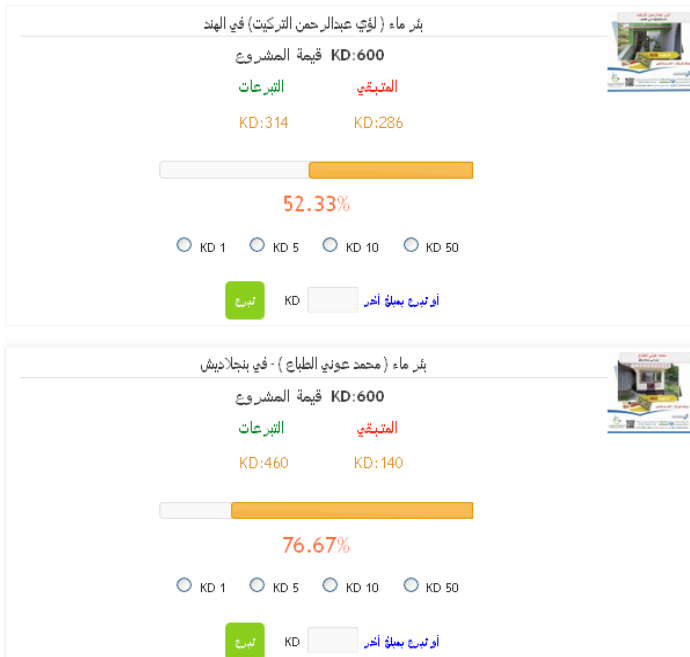 بئر ماء ( لؤي عبدالرحمن التركيت) في الهند
KD:600 قيمة المشروع
المتبقي التبرعات
KD:286 KD:314
52.33%
KD 1 KD 5 KD 10 KD 50
أو تبرع بمبلغ أخر KD تبرع
بئر ماء ( محمد عوني الطباع ) - في بنجلاديش
KD:600 قيمة المشروع
المتبقي التبرعات
KD:140 KD:460
76.67%
KD 1 KD 5 KD 10 KD 50
أو تبرع بمبلغ أخر KD تبرع